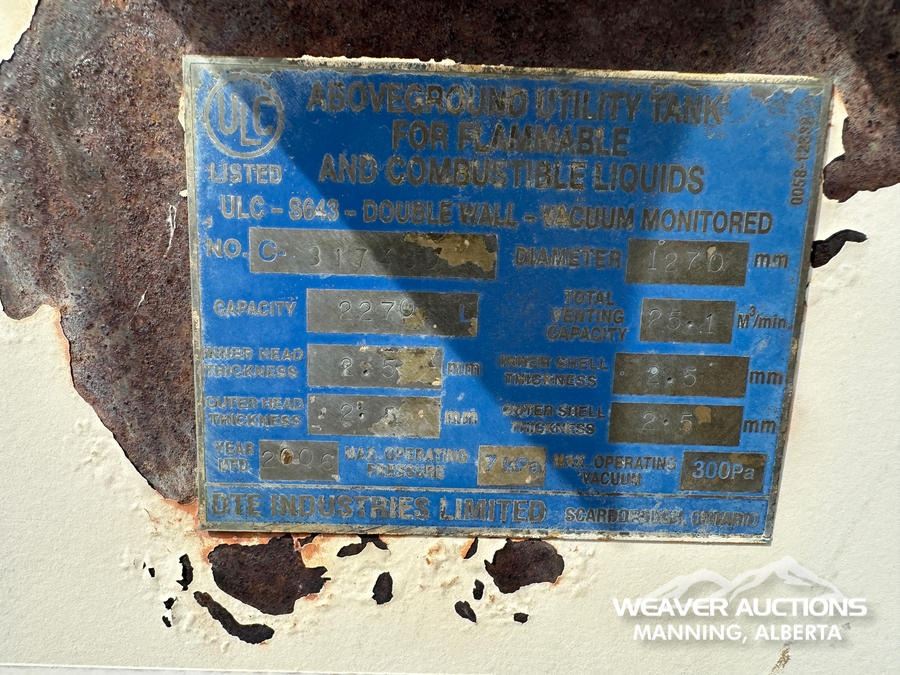 ULC
LISTED
ABOVEGROUND UTILITY TANK
FOR FLAMMABLE
AND COMBUSTIBLE LIQUIDS
ULC - S643 - DOUBLE WALL - VACUUM MONITORED
NO. C- DIAMETER 1270 mm
CAPACITY 2279 L TOTAL VENTING CAPACITY 25.1 M³/min.
INNER HEAD THICKNESS 2.5 mm INNER SHELL THICKNESS 2.5 mm
OUTER HEAD THICKNESS 2.5 mm OUTER SHELL THICKNESS 2.5 mm
YEAR MFD. MAX. OPERATING PRESSURE 7 kPa MAX. OPERATING VACUUM 300Pa
DTE INDUSTRIES LIMITED SCARBOROUGH, ONTARIO
WEAVER AUCTIONS
MANNING, ALBERTA